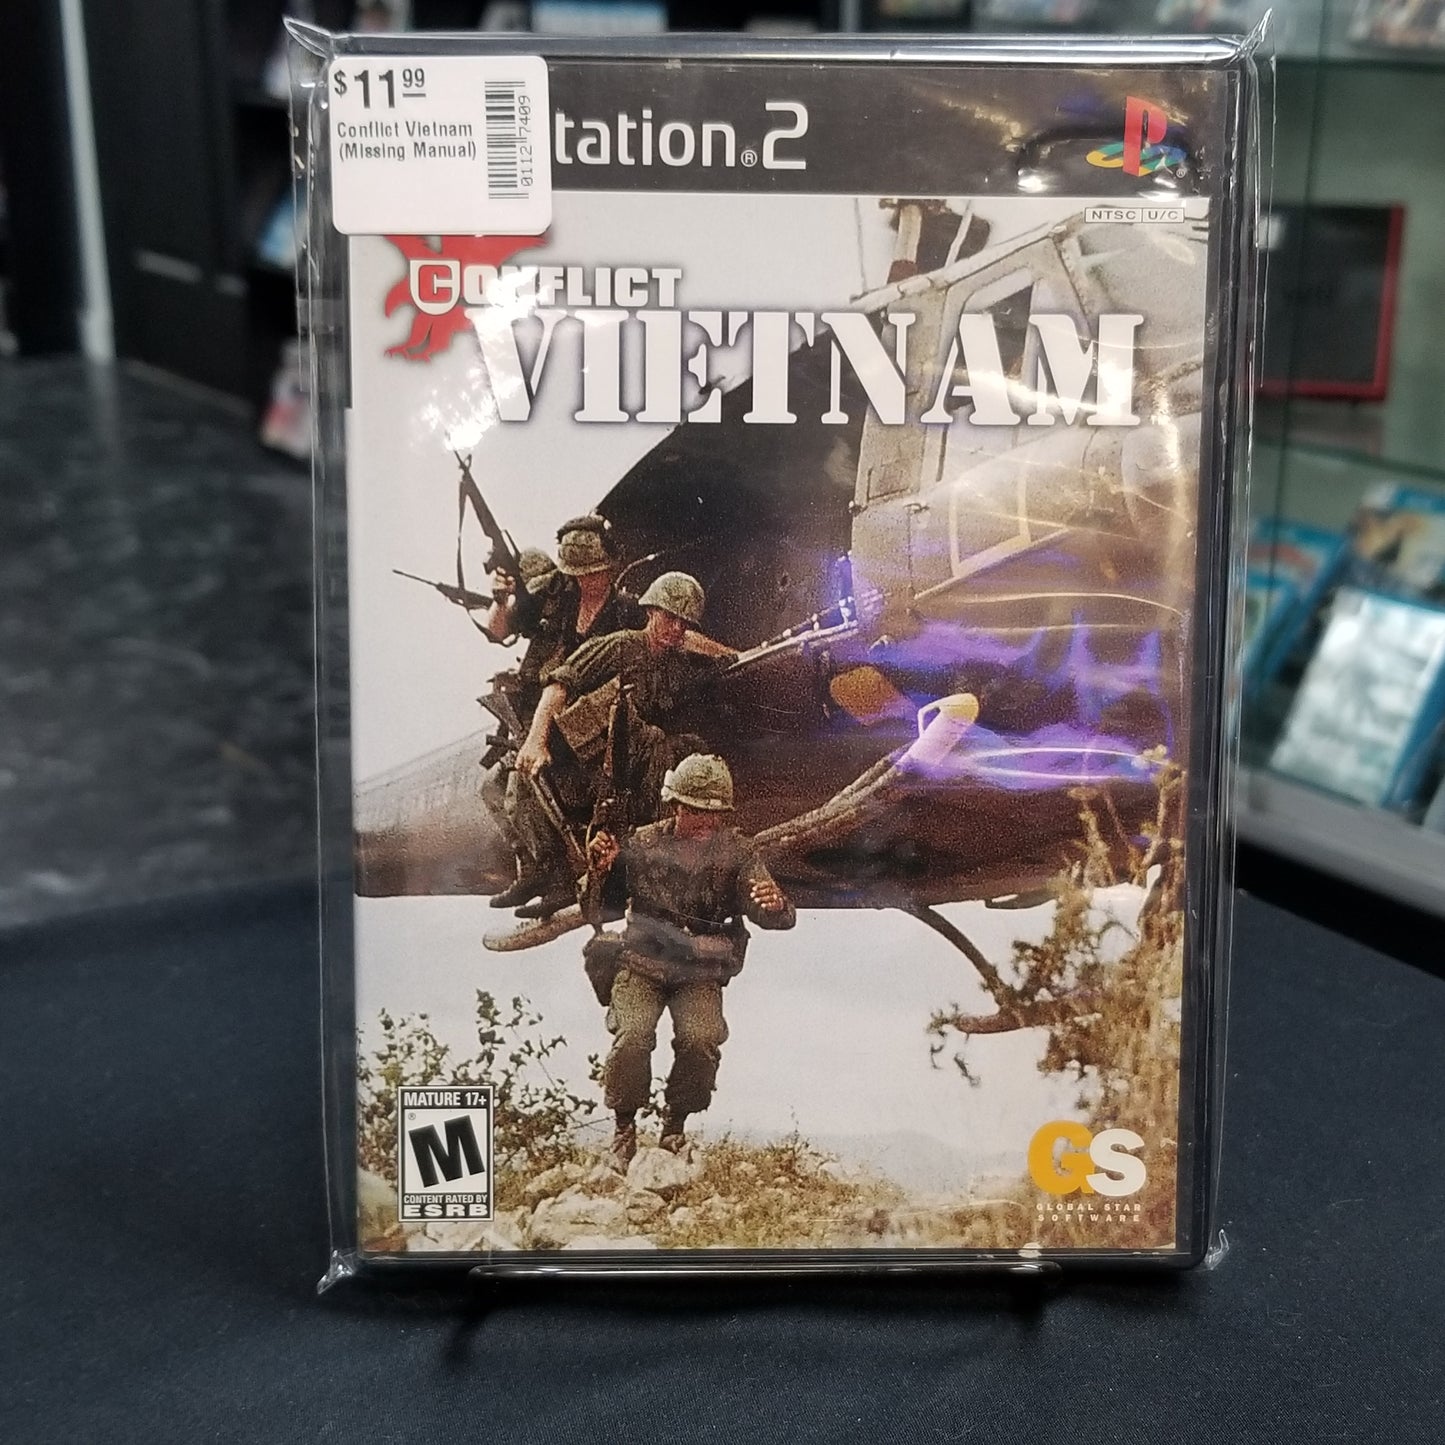 $11.99
Conflict Vietnam
(Missing Manual)
01127409
tation®2
NTSC U/C
CONFLICT
VIETNAM
MATURE 17+
M
CONTENT RATED BY
ESRB
GS
GLOBAL STAR
SOFTWARE